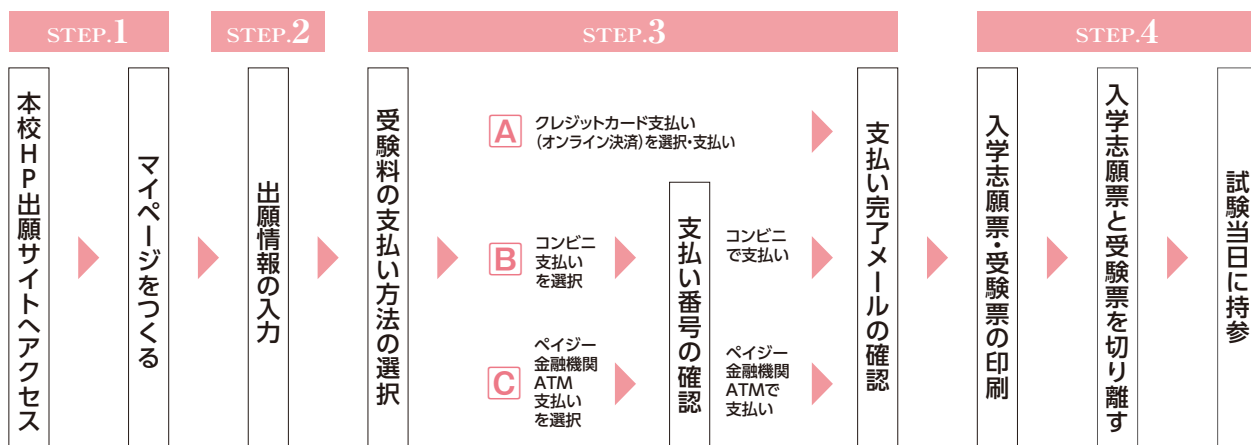 STEP.1
STEP.2
STEP.3
STEP.4
本校HP出願サイトへアクセス
マイページをつくる
出願情報の入力
受験料の支払い方法の選択
A
クレジットカード支払い
(オンライン決済)を選択・支払い
B
コンビニ
支払い
を選択
C
ペイジー
金融機関
ATM
支払い
を選択
支払い番号の確認
コンビニ
で支払い
ペイジー
金融機関
ATMで
支払い
支払い完了メールの確認
入学志願票・受験票の印刷
入学志願票と受験票を切り離す
試験当日に持参